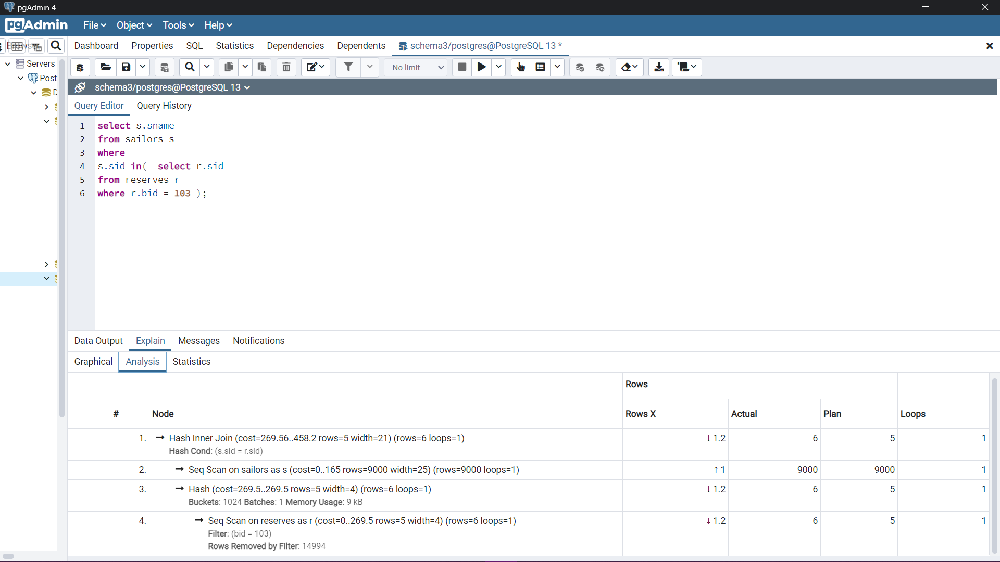 pgAdmin 4
pgAdmin File Object Tools Help
Dashboard Properties SQL Statistics Dependencies Dependents schema3/postgres@PostgreSQL 13 *
Servers
Post
D
No limit
schema3/postgres@PostgreSQL 13
Query Editor Query History
1 select s.sname
2 from sailors s
3 where
4 s.sid in(  select r.sid
5 from reserves r
6 where r.bid = 103 );
Data Output Explain Messages Notifications
Graphical Analysis Statistics
Rows
# Node Rows X Actual Plan Loops
1. → Hash Inner Join (cost=269.56..458.2 rows=5 width=21) (rows=6 loops=1) ↓ 1.2 6 5 1
Hash Cond: (s.sid = r.sid)
2. → Seq Scan on sailors as s (cost=0..165 rows=9000 width=25) (rows=9000 loops=1) ↑ 1 9000 9000 1
3. → Hash (cost=269.5..269.5 rows=5 width=4) (rows=6 loops=1) ↓ 1.2 6 5 1
Buckets: 1024 Batches: 1 Memory Usage: 9 kB
4. → Seq Scan on reserves as r (cost=0..269.5 rows=5 width=4) (rows=6 loops=1) ↓ 1.2 6 5 1
Filter: (bid = 103)
Rows Removed by Filter: 14994